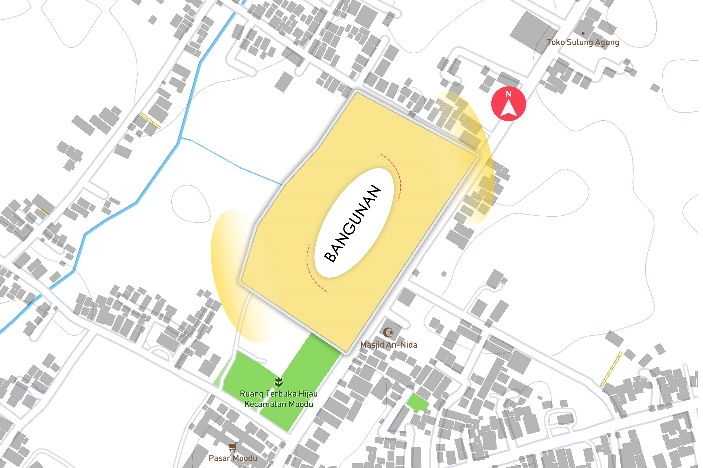 Toko Sulung Agung
N
BANGUNAN
Masjid An-Nida
Ruang Terbuka Hijau
Kecamatan Moodu
Pasar Moodu